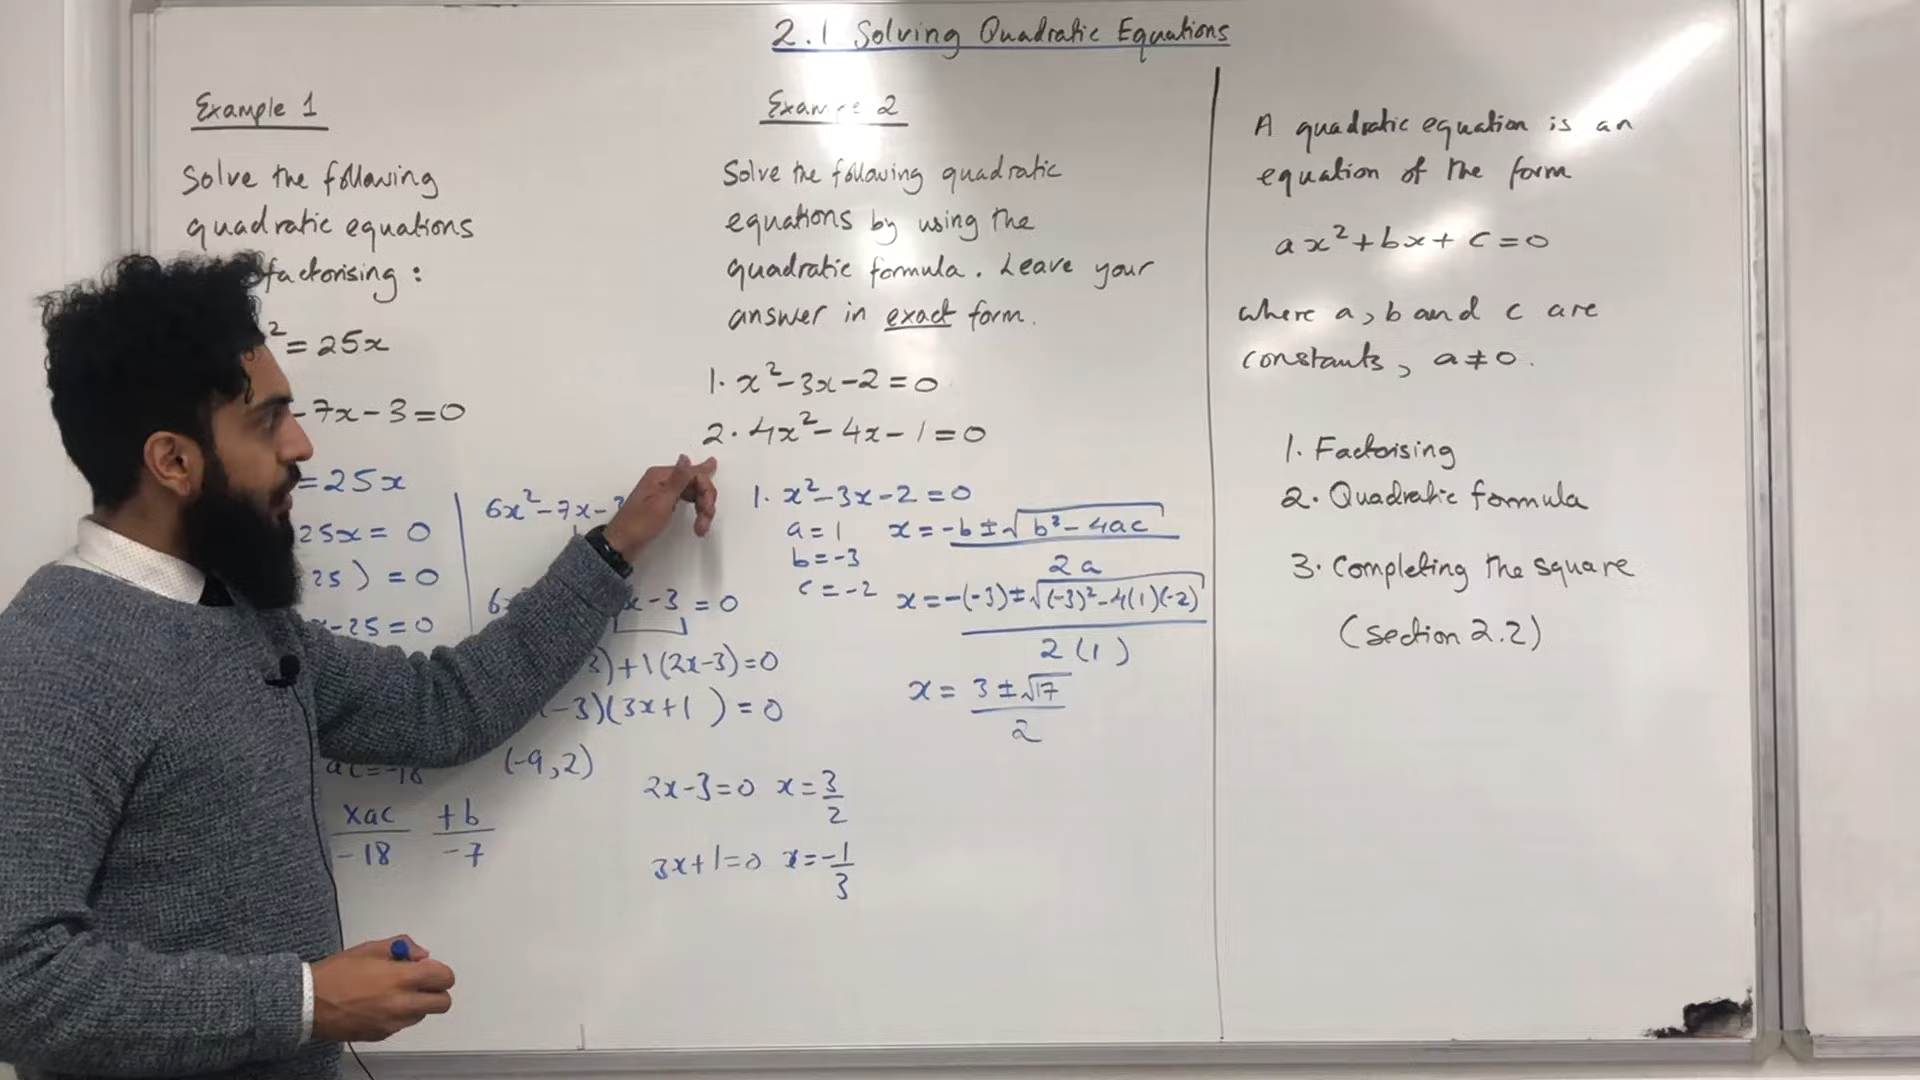 2.1 Solving Quadratic Equations
Example 1
Solve the following
quadratic equations
factorising :
² = 25x
- 7x - 3 = 0
= 25x
25x = 0
25 ) = 0
- 25 = 0
ac = -18
xac +b
-18 -7
6x² - 7x - 3
x - 3 = 0
3) + 1(2x - 3) = 0
- 3)(3x + 1 ) = 0
(-9, 2)
2x - 3 = 0 x = 3/2
3x + 1 = 0 x = -1/3
Example 2
Solve the following quadratic
equations by using the
quadratic formula. Leave your
answer in exact form.
1. x² - 3x - 2 = 0
2. 4x² - 4x - 1 = 0
1. x² - 3x - 2 = 0
a = 1 x = -b ± √(b² - 4ac)
b = -3 2a
c = -2 x = -(-3) ± √((-3)² - 4(1)(-2))
2(1)
x = 3 ± √17
2
A quadratic equation is an
equation of the form
ax² + bx + c = 0
where a, b and c are
constants, a ≠ 0.
1. Factorising
2. Quadratic formula
3. Completing the square
(Section 2.2)